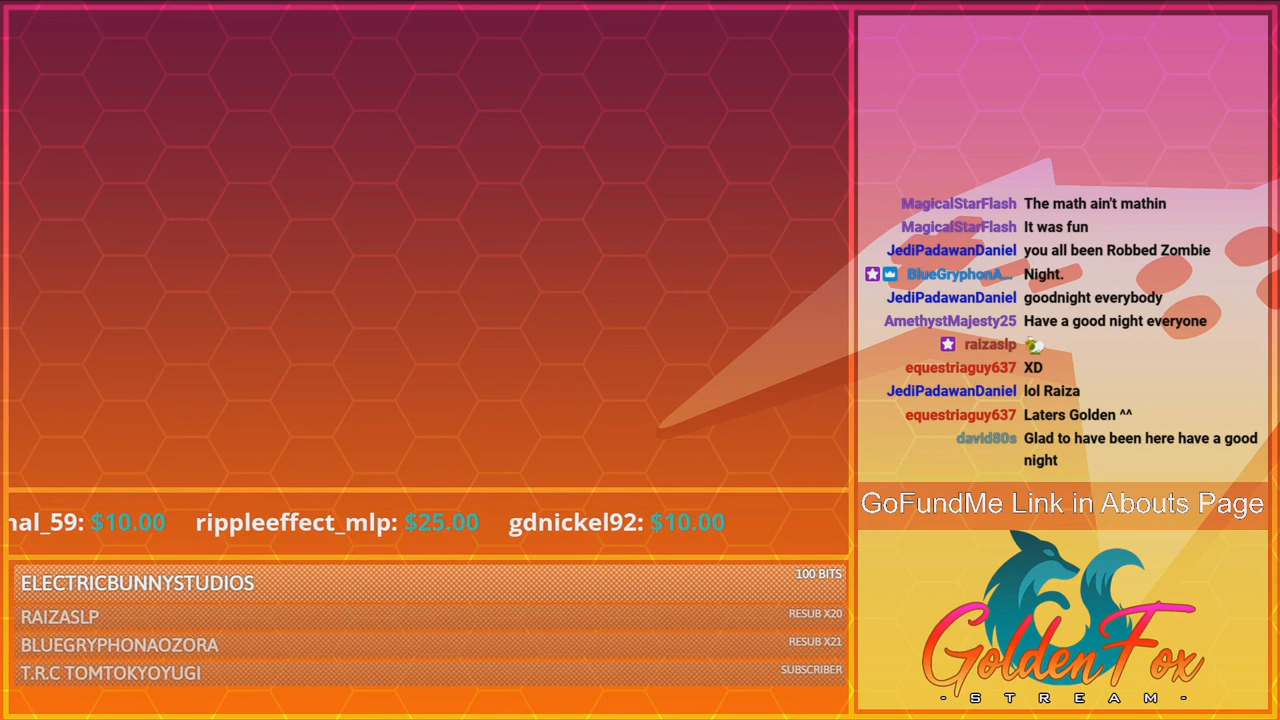 MagicalStarFlash The math ain't mathin
MagicalStarFlash It was fun
JediPadawanDaniel you all been Robbed Zombie
BlueGryphonA... Night.
JediPadawanDaniel goodnight everybody
AmethystMajesty25 Have a good night everyone
raizaslp
equestriaguy637 XD
JediPadawanDaniel lol Raiza
equestriaguy637 Laters Golden ^^
david80s Glad to have been here have a good
night
GoFundMe Link in Abouts Page
nal_59: $10.00 rippleeffect_mlp: $25.00 gdnickel92: $10.00
ELECTRICBUNNYSTUDIOS 100 BITS
RAIZASLP RESUB X20
BLUEGRYPHONAOZORA RESUB X21
T.R.C TOMTOKYOYUGI SUBSCRIBER
GoldenFox
- S T R E A M -